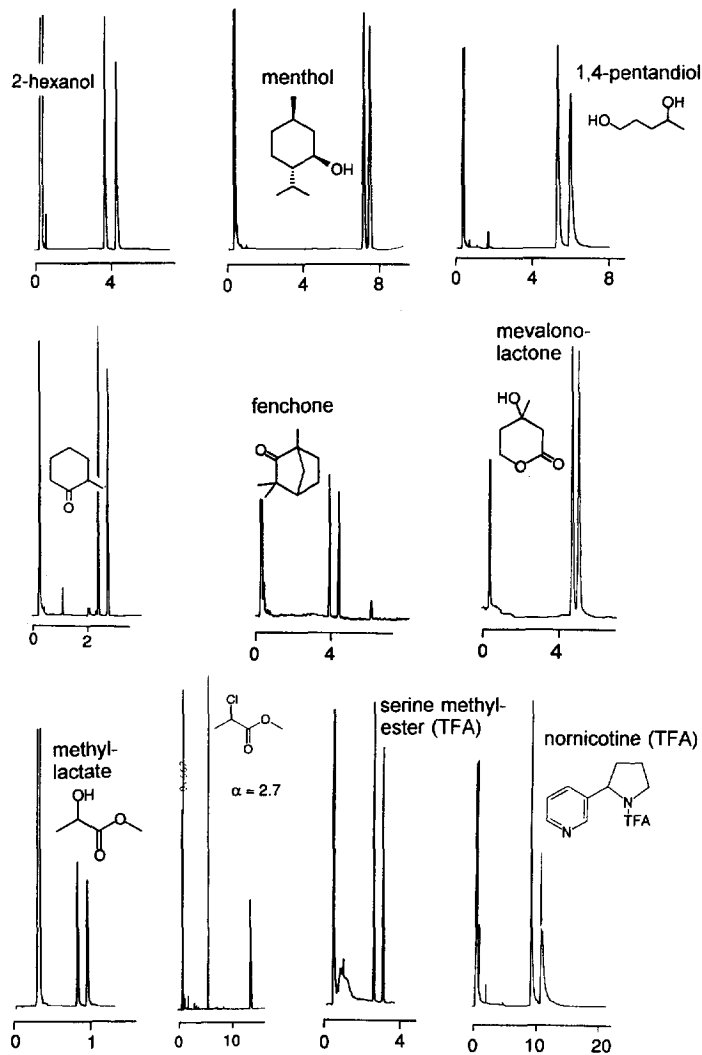 2-hexanol
0
4
menthol
OH
0
4
8
1,4-pentandiol
OH
HO
0
4
8
O
0
2
fenchone
O
0
4
mevalono-
lactone
HO
O
O
0
4
methyl-
lactate
OH
O
O
0
1
Cl
O
O
α = 2.7
0
10
serine methyl-
ester (TFA)
0
4
nornicotine (TFA)
N
N
TFA
0
10
20